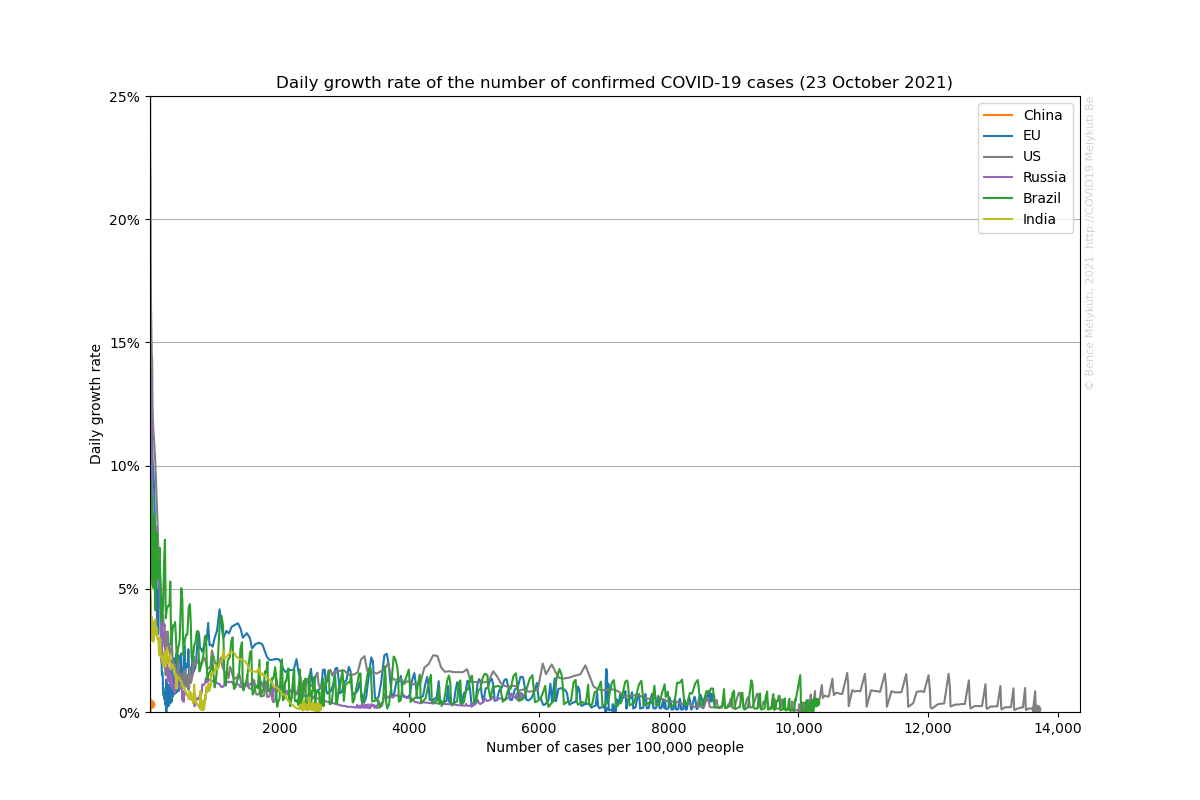 Daily growth rate of the number of confirmed COVID-19 cases (23 October 2021)
25%
20%
15%
10%
5%
0%
Daily growth rate
China
EU
US
Russia
Brazil
India
2000
4000
6000
8000
10,000
12,000
14,000
Number of cases per 100,000 people
© Bence Mélykúti, 2021 http://COVID19.Melykuti.Be